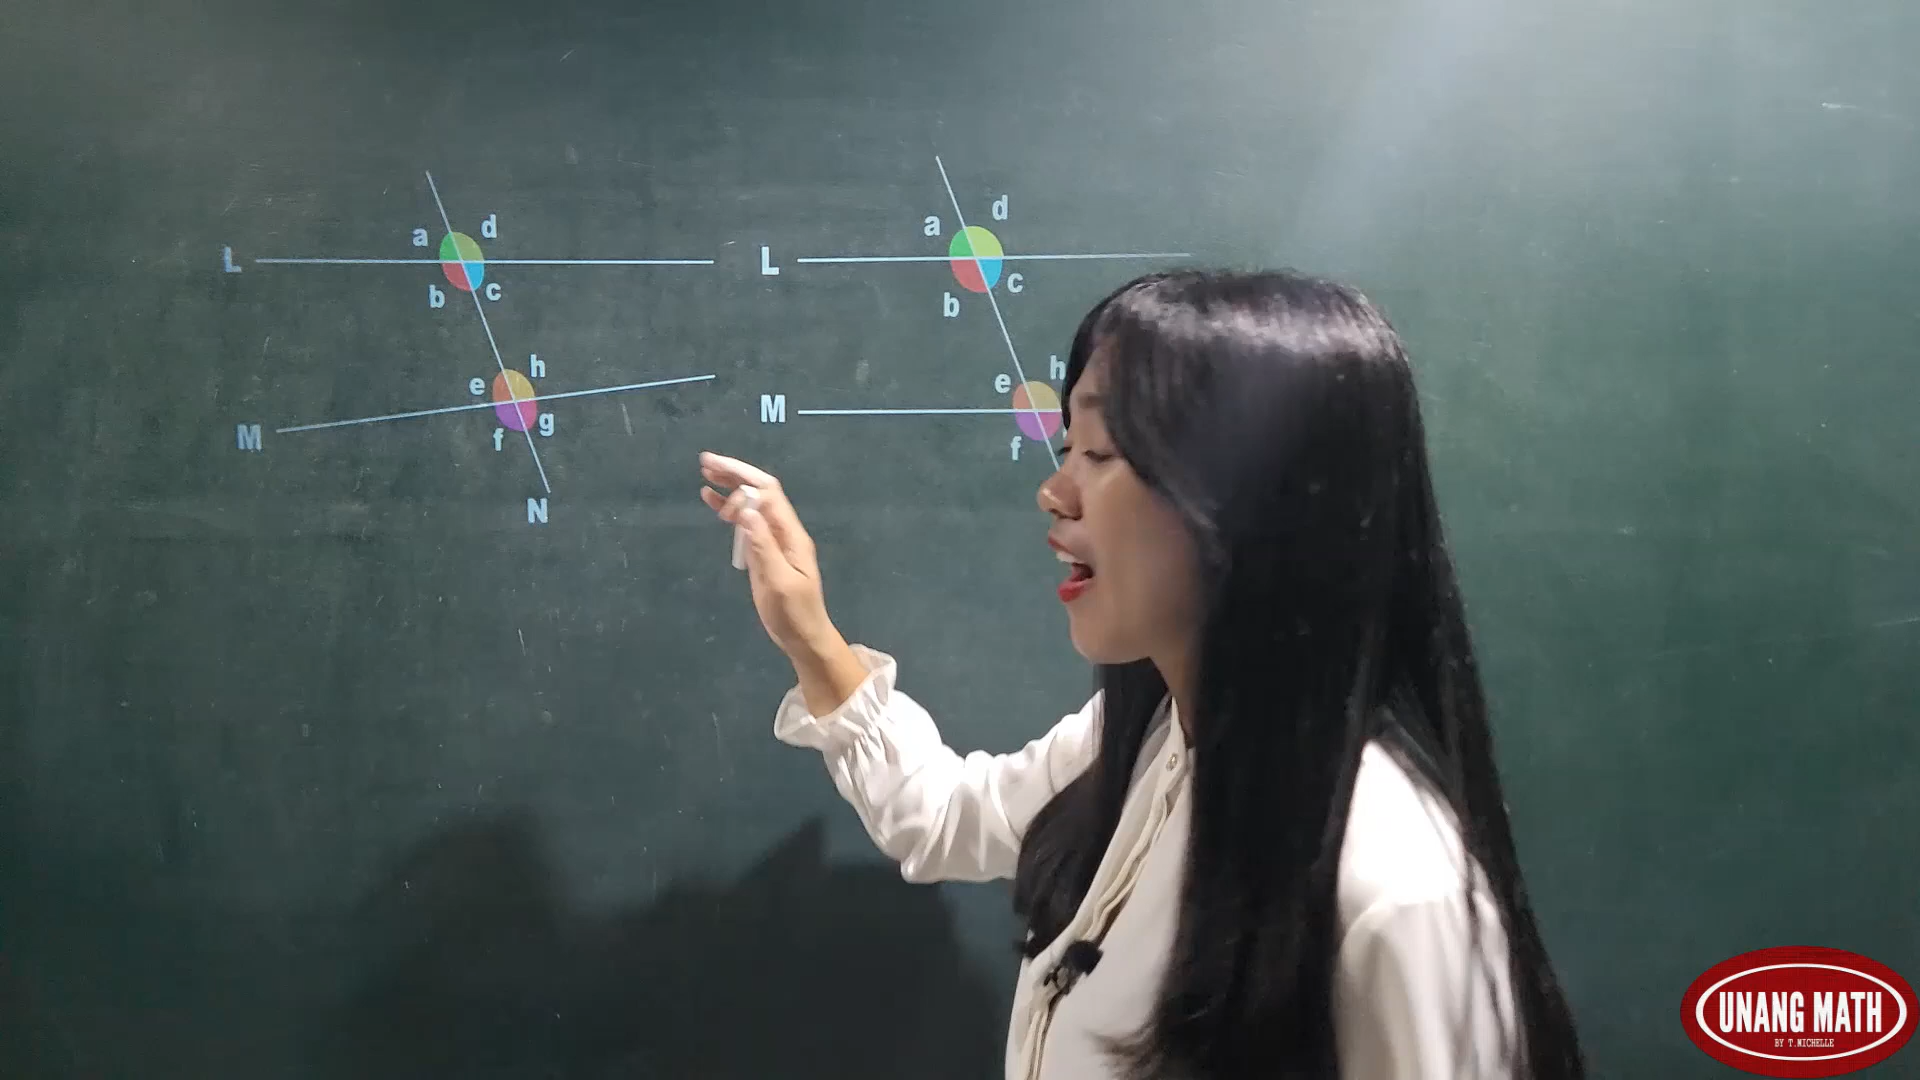 a d
L
b c
e h
M
f g
N
a d
L
b c
e h
M
f
UNANG MATH
BY T.MICHELLE